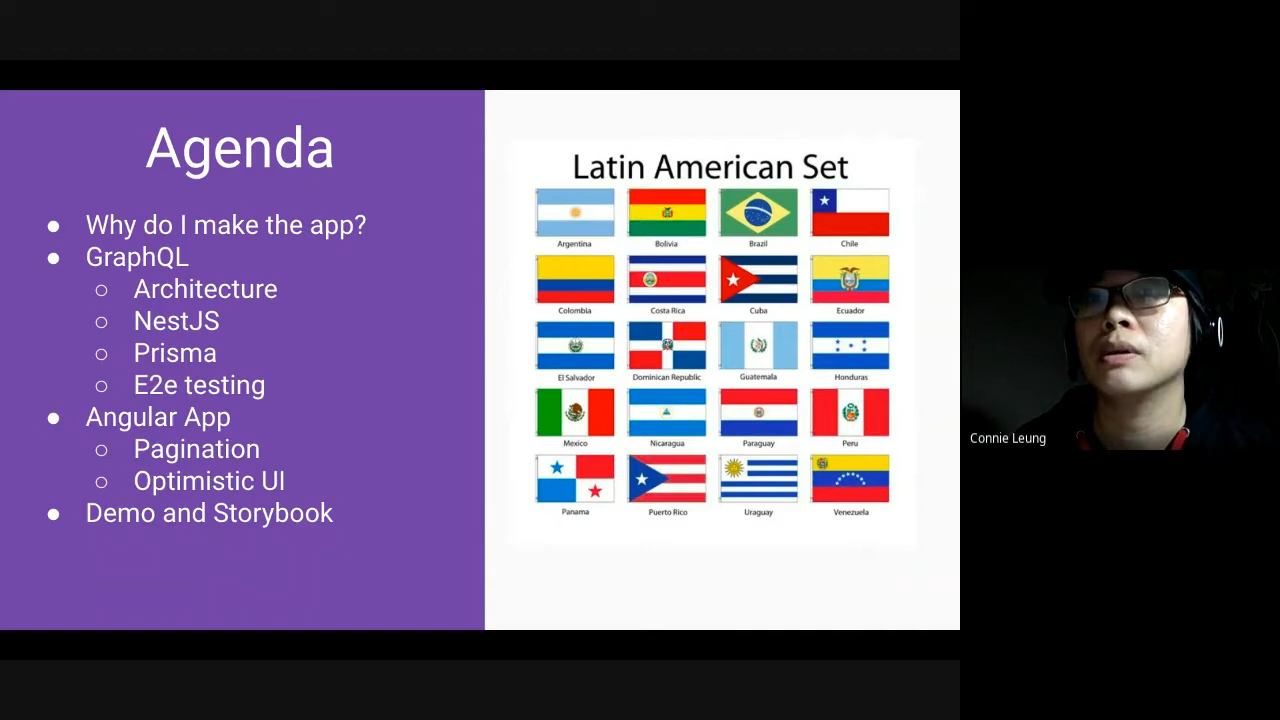 Agenda
● Why do I make the app?
● GraphQL
○ Architecture
○ NestJS
○ Prisma
○ E2e testing
● Angular App
○ Pagination
○ Optimistic UI
● Demo and Storybook
Latin American Set
Argentina Bolivia Brazil Chile
Colombia Costa Rica Cuba Ecuador
El Salvador Dominican Republic Guatemala Honduras
Mexico Nicaragua Paraguay Peru
Panama Puerto Rico Uraguay Venezuela
Connie Leung